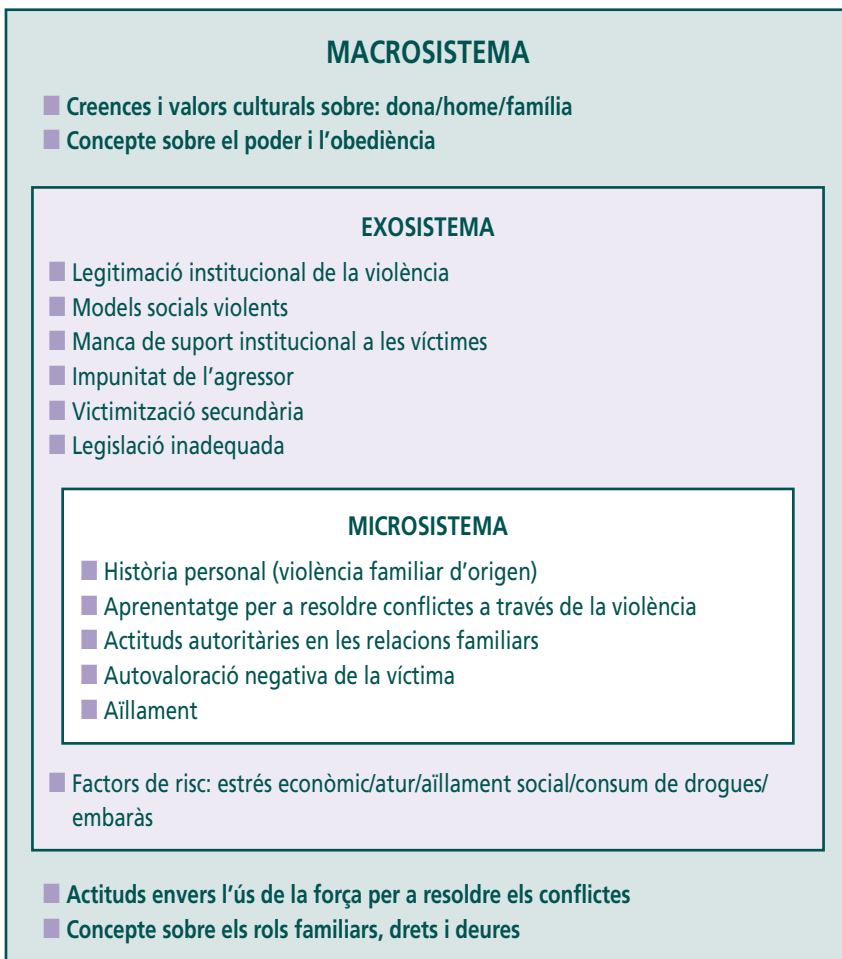 MACROSISTEMA
Creences i valors culturals sobre: dona/home/família
Concepte sobre el poder i l'obediència
EXOSISTEMA
Legitimació institucional de la violència
Models socials violents
Manca de suport institucional a les víctimes
Impunitat de l'agressor
Victimització secundària
Legislació inadequada
MICROSISTEMA
Història personal (violència familiar d'origen)
Aprenentatge per a resoldre conflictes a través de la violència
Actituds autoritàries en les relacions familiars
Autovaloració negativa de la víctima
Aïllament
Factors de risc: estrés econòmic/atur/aïllament social/consum de drogues/
embaràs
Actituds envers l'ús de la força per a resoldre els conflictes
Concepte sobre els rols familiars, drets i deures